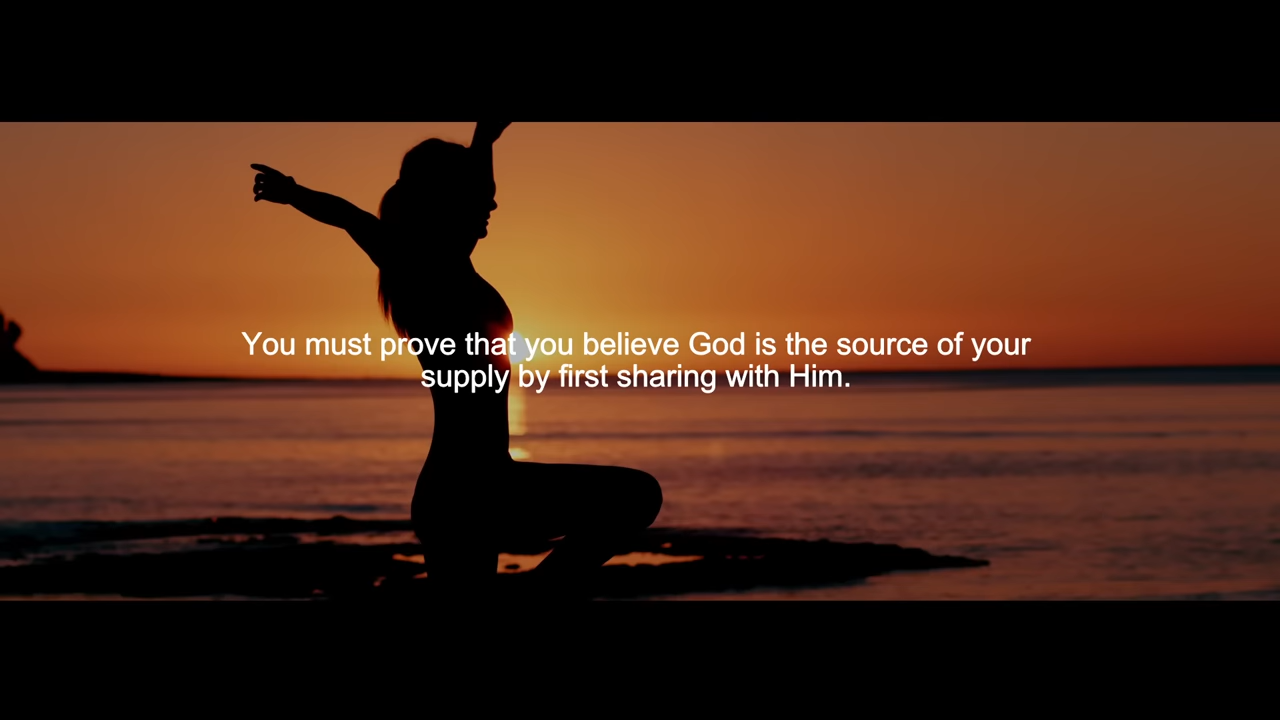 You must prove that you believe God is the source of your
supply by first sharing with Him.